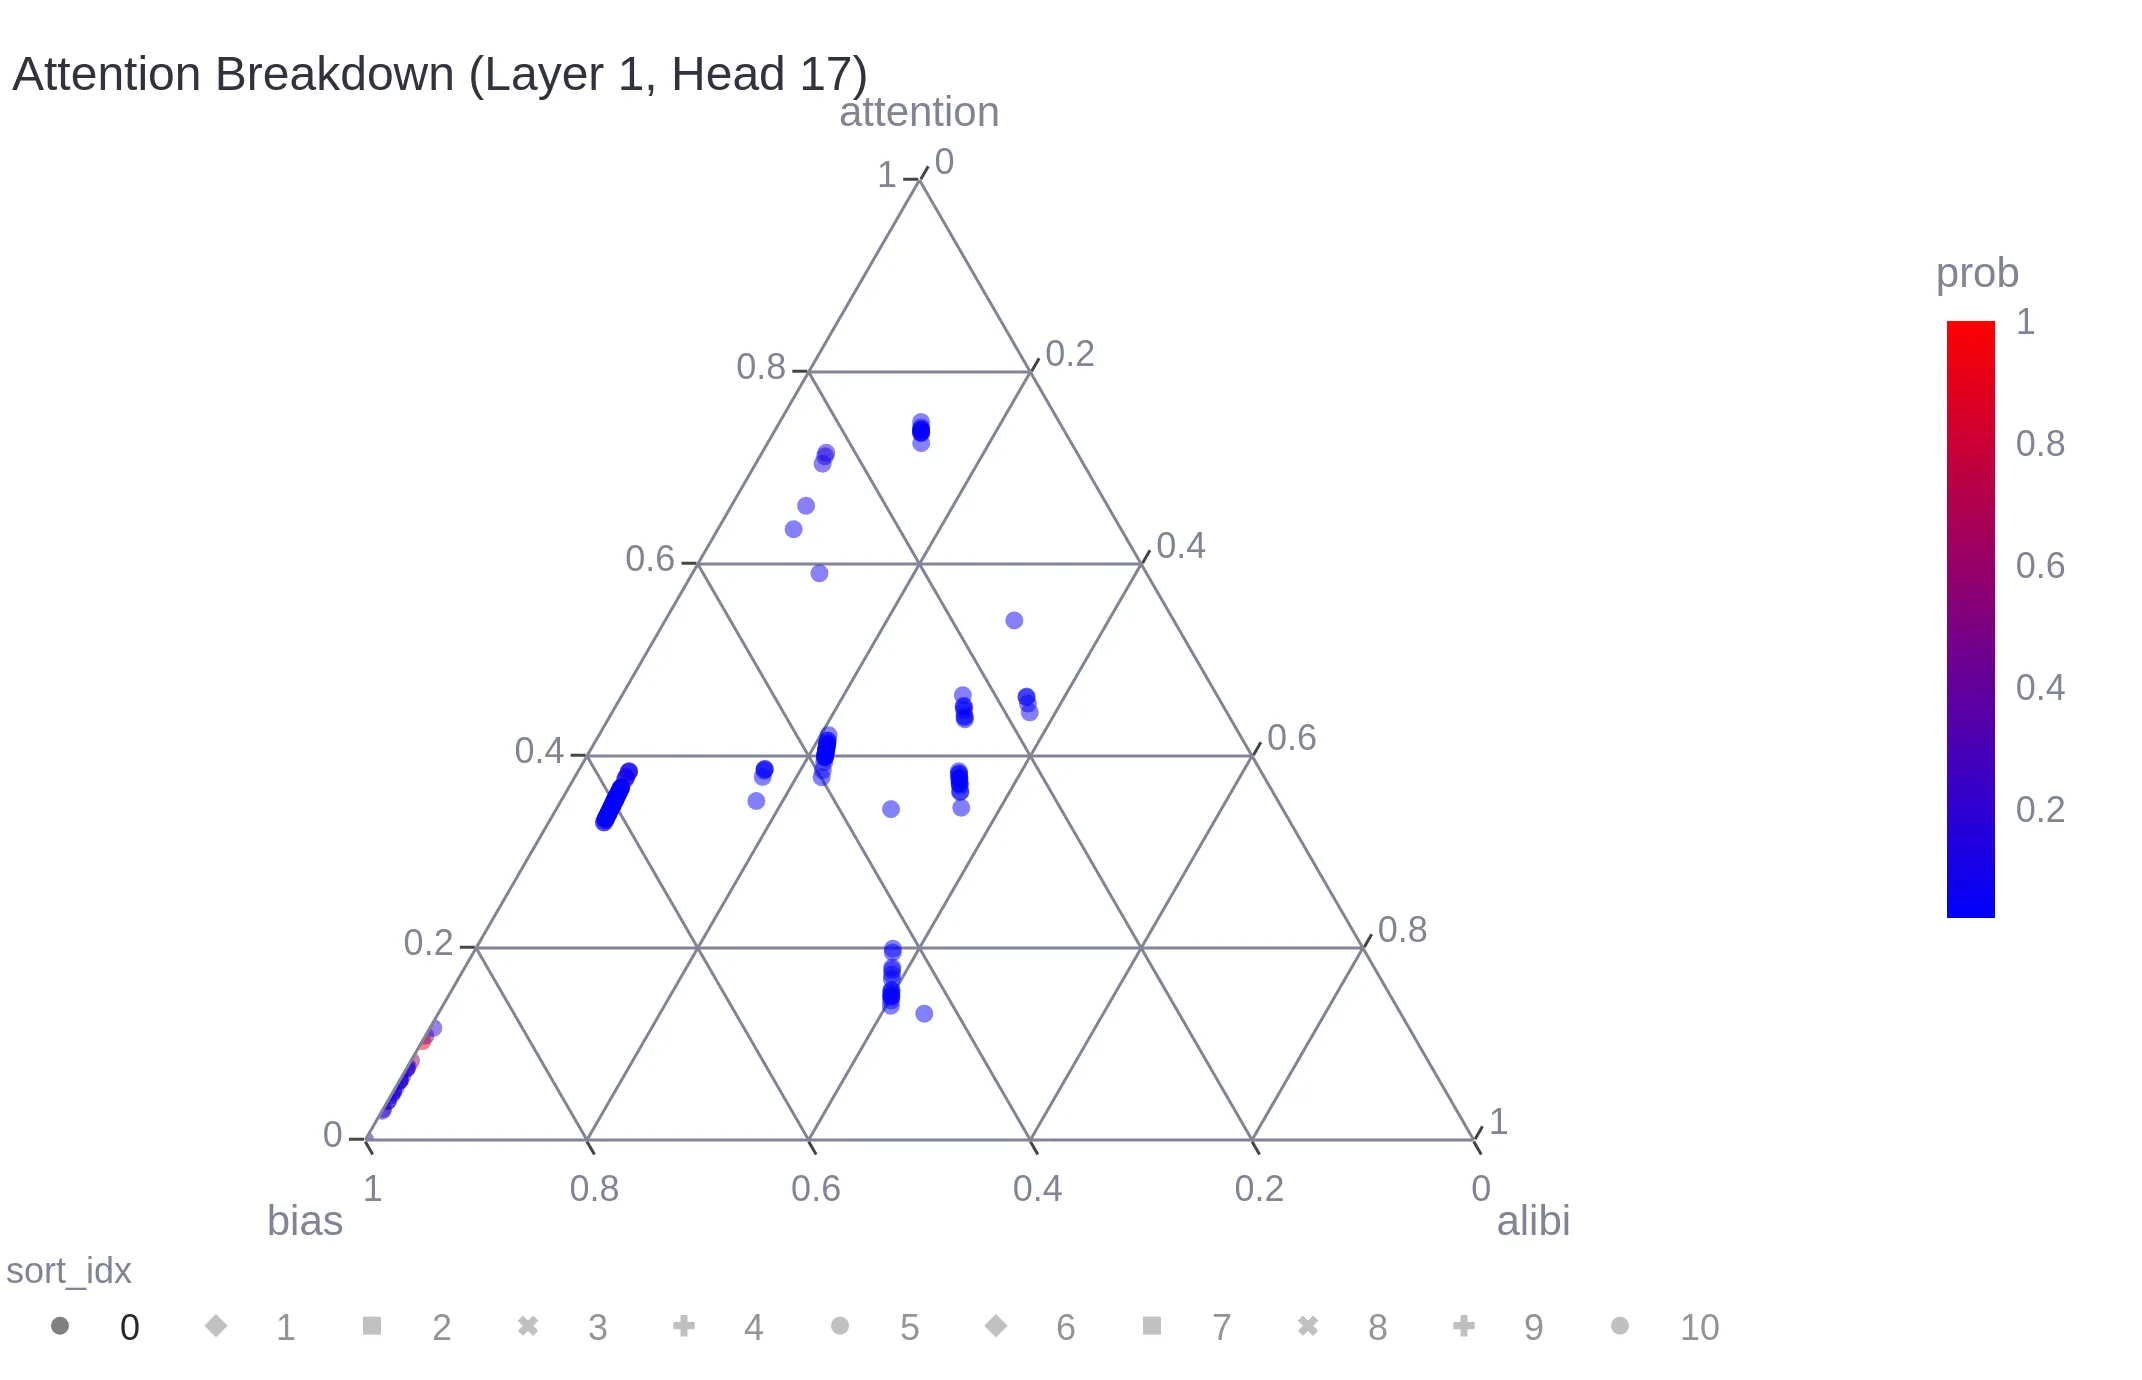 Attention Breakdown (Layer 1, Head 17)
attention
1 0
prob
1
0.8 0.2
0.8
0.6 0.4
0.6
0.4 0.6
0.4
0.2 0.8
0.2
0 1
1 0.8 0.6 0.4 0.2 0
bias alibi
sort_idx
0 1 2 3 4 5 6 7 8 9 10